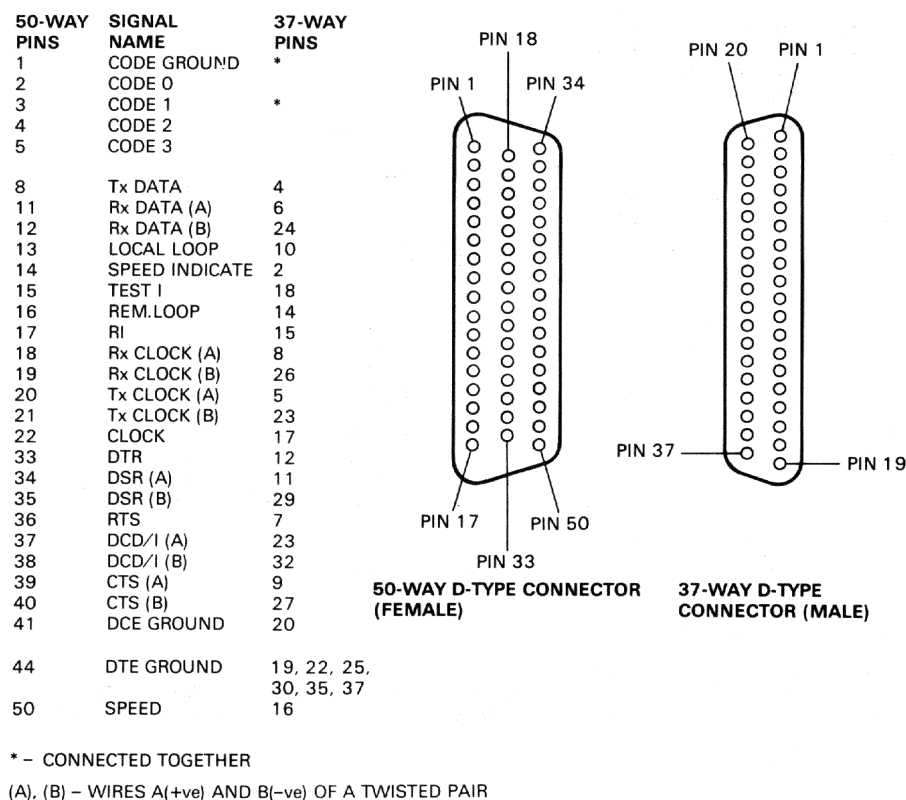 50-WAY SIGNAL 37-WAY
PINS NAME PINS
1 CODE GROUND *
2 CODE 0
3 CODE 1 *
4 CODE 2
5 CODE 3
8 Tx DATA 4
11 Rx DATA (A) 6
12 Rx DATA (B) 24
13 LOCAL LOOP 10
14 SPEED INDICATE 2
15 TEST I 18
16 REM.LOOP 14
17 RI 15
18 Rx CLOCK (A) 8
19 Rx CLOCK (B) 26
20 Tx CLOCK (A) 5
21 Tx CLOCK (B) 23
22 CLOCK 17
33 DTR 12
34 DSR (A) 11
35 DSR (B) 29
36 RTS 7
37 DCD/I (A) 23
38 DCD/I (B) 32
39 CTS (A) 9
40 CTS (B) 27
41 DCE GROUND 20
44 DTE GROUND 19, 22, 25,
30, 35, 37
50 SPEED 16
* – CONNECTED TOGETHER
(A), (B) – WIRES A(+ve) AND B(–ve) OF A TWISTED PAIR
PIN 18
PIN 1 PIN 34
PIN 17 PIN 50
PIN 33
50-WAY D-TYPE CONNECTOR
(FEMALE)
PIN 20 PIN 1
PIN 37 PIN 19
37-WAY D-TYPE
CONNECTOR (MALE)